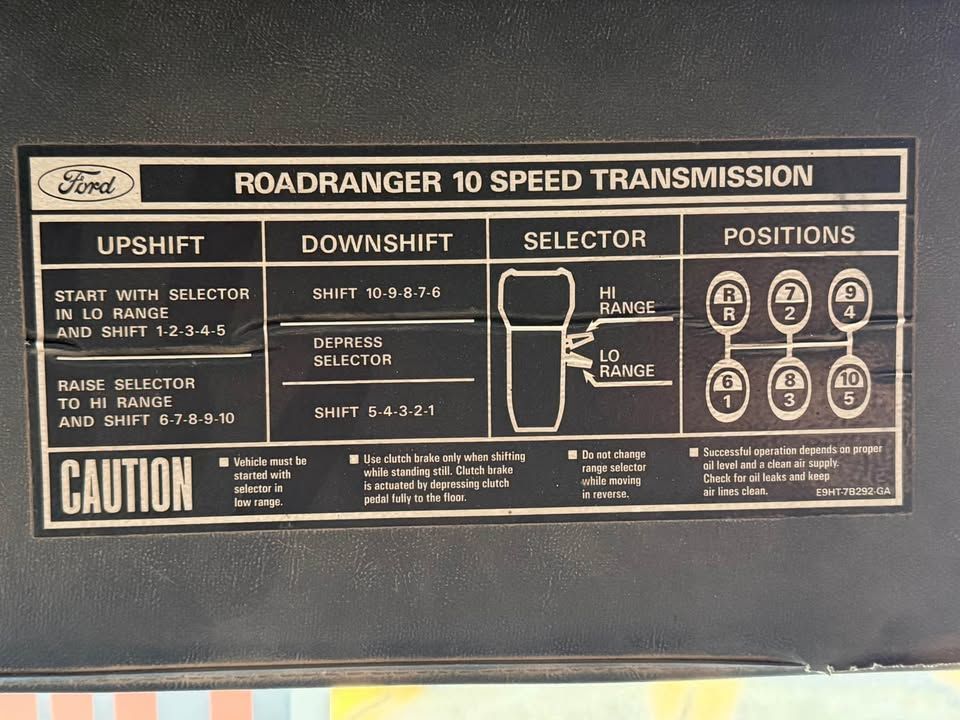 Ford
ROADRANGER 10 SPEED TRANSMISSION
UPSHIFT
START WITH SELECTOR
IN LO RANGE
AND SHIFT 1-2-3-4-5
RAISE SELECTOR
TO HI RANGE
AND SHIFT 6-7-8-9-10
DOWNSHIFT
SHIFT 10-9-8-7-6
DEPRESS
SELECTOR
SHIFT 5-4-3-2-1
SELECTOR
HI
RANGE
LO
RANGE
POSITIONS
R 7 9
R 2 4
6 8 10
1 3 5
CAUTION
Vehicle must be
started with
selector in
low range.
Use clutch brake only when shifting
while standing still. Clutch brake
is actuated by depressing clutch
pedal fully to the floor.
Do not change
range selector
while moving
in reverse.
Successful operation depends on proper
oil level and a clean air supply.
Check for oil leaks and keep
air lines clean.
E9HT-7B292-GA